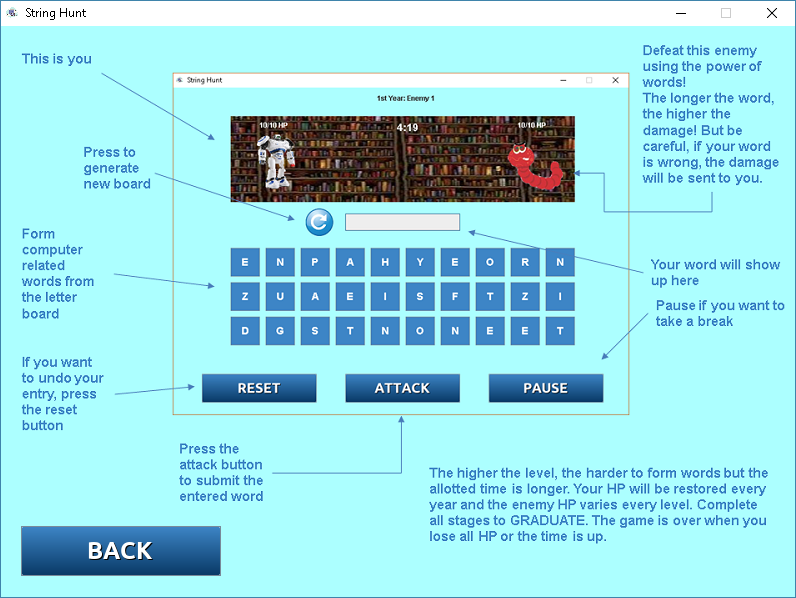 String Hunt
This is you
Defeat this enemy
using the power of
words!
The longer the word,
the higher the
damage! But be
careful, if your word
is wrong, the damage
will be sent to you.
String Hunt
1st Year: Enemy 1
10/10 HP
4:19
10/10 HP
Press to
generate
new board
Form
computer
related
words from
the letter
board
E N P A H Y E O R N
Z U A E I S F T Z I
D G S T N O N E E T
Your word will show
up here
Pause if you want to
take a break
If you want
to undo your
entry, press
the reset
button
RESET
ATTACK
PAUSE
Press the
attack button
to submit the
entered word
The higher the level, the harder to form words but the
allotted time is longer. Your HP will be restored every
year and the enemy HP varies every level. Complete
all stages to GRADUATE. The game is over when you
lose all HP or the time is up.
BACK